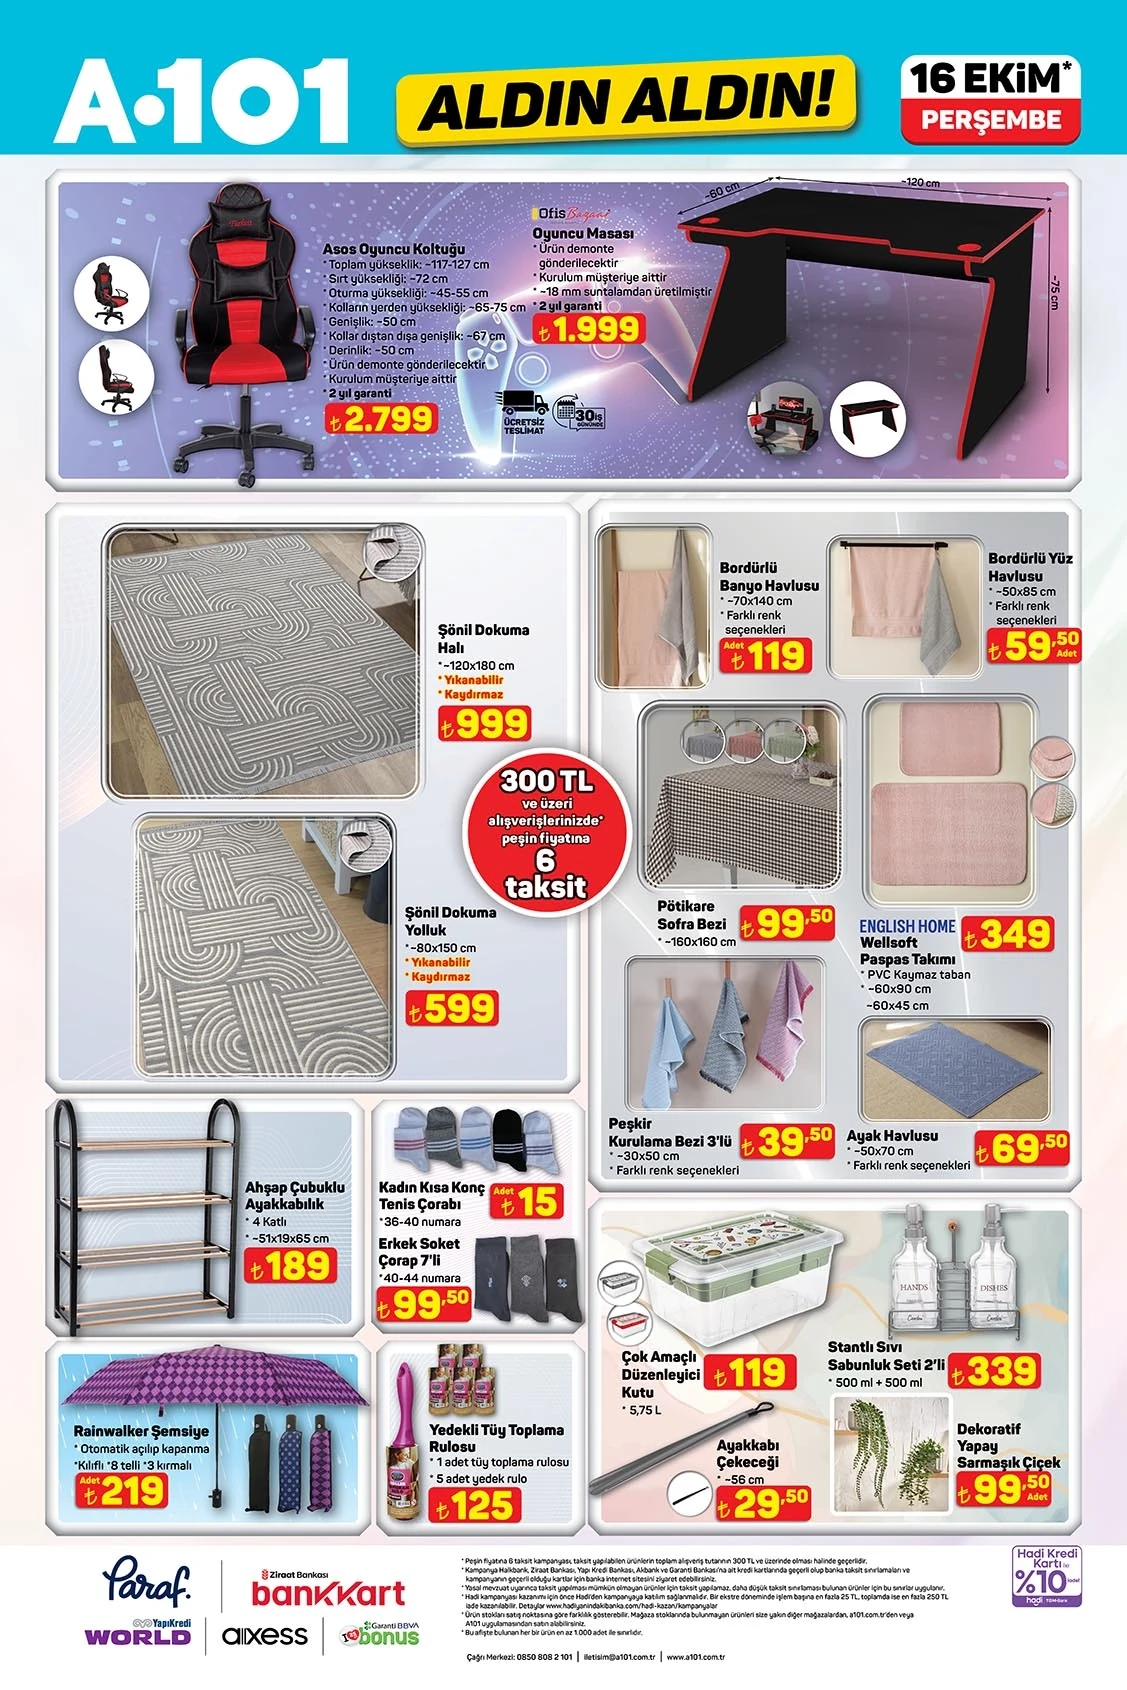 A•101
ALDIN ALDIN!
16 EKİM*
PERŞEMBE
Asos Oyuncu Koltuğu
* Toplam yükseklik: ~117-127 cm
* Sırt yüksekliği: ~72 cm
* Oturma yüksekliği: ~45-55 cm
* Kolların yerden yüksekliği: ~65-75 cm
* Genişlik: ~50 cm
* Kollar dıştan dışa genişlik: ~67 cm
* Derinlik: ~50 cm
* Ürün demonte gönderilecektir
* Kurulum müşteriye aittir
* 2 yıl garanti
₺2.799
Ofis Bazaar
Oyuncu Masası
* Ürün demonte
gönderilecektir
* Kurulum müşteriye aittir
* ~18 mm suntalamdan üretilmiştir
* 2 yıl garanti
₺1.999
~60 cm
~120 cm
~75 cm
ÜCRETSİZ
TESLİMAT
30 İŞ
GÜNÜNDE
Şönil Dokuma
Halı
*~120x180 cm
* Yıkanabilir
* Kaydırmaz
₺999
Şönil Dokuma
Yolluk
*~80x150 cm
* Yıkanabilir
* Kaydırmaz
₺599
300 TL
ve üzeri
alışverişlerinizde*
peşin fiyatına
6
taksit
Bordürlü
Banyo Havlusu
* ~70x140 cm
* Farklı renk
seçenekleri
Adet
₺119
Bordürlü Yüz
Havlusu
* ~50x85 cm
* Farklı renk
seçenekleri
₺59,50
Adet
Pötikare
Sofra Bezi
* ~160x160 cm
₺99,50
ENGLISH HOME
Wellsoft
Paspas Takımı
* PVC Kaymaz taban
* ~60x90 cm
~60x45 cm
₺349
Peşkir
Kurulama Bezi 3'lü
* ~30x50 cm
* Farklı renk seçenekleri
₺39,50
Ayak Havlusu
* ~50x70 cm
* Farklı renk seçenekleri
₺69,50
Ahşap Çubuklu
Ayakkabılık
* 4 Katlı
* ~51x19x65 cm
₺189
Kadın Kısa Konç
Tenis Çorabı
*36-40 numara
Adet
₺15
Erkek Soket
Çorap 7'li
*40-44 numara
₺99,50
Rainwalker Şemsiye
* Otomatik açılıp kapanma
*Kılıflı *8 telli *3 kırmalı
Adet
₺219
Yedekli Tüy Toplama
Rulosu
* 1 adet tüy toplama rulosu
* 5 adet yedek rulo
₺125
Çok Amaçlı
Düzenleyici
Kutu
* 5,75 L
₺119
HANDS
DISHES
Stantlı Sıvı
Sabunluk Seti 2'li
* 500 ml + 500 ml
₺339
Ayakkabı
Çekeceği
* ~56 cm
₺29,50
Dekoratif
Yapay
Sarmaşık Çiçek
₺99,50
Adet
Paraf.
Ziraat Bankası
bankkart
YapıKredi
WORLD
axess
Garanti BBVA
bonus
* Peşin fiyatına 6 taksit kampanyası, taksit yapılabilen ürünlerin toplam alışveriş tutarının 300 TL ve üzerinde olması halinde geçerlidir.
* Kampanya Halkbank, Ziraat Bankası, Yapı Kredi Bankası, Akbank ve Garanti Bankası'na ait kredi kartlarında geçerli olup banka taksit sınırlamaları ve
kampanyanın geçerli olduğu kartlar için banka internet sitesini ziyaret edebilirsiniz.
*Yasal mevzuat uyarınca taksit yapılması mümkün olmayan ürünler için taksit yapılamaz, daha düşük taksit sınırlaması bulunan ürünler için bu sınırlar uygulanır.
* Hadi kampanyası kazanımı için önce Hadi'den kampanyaya katılım sağlanmalıdır. Bir ekstre döneminde işlem başına en fazla 25 TL, toplamda ise en fazla 250 TL
iade kazanılabilir. Detaylar www.hadiyanindakibanka.com/hadi-kazan/kampanyalar
* Ürün stokları satış noktasına göre farklılık gösterebilir. Mağaza stoklarında bulunmayan ürünleri size yakın diğer mağazalardan, a101.com.tr'den veya
A101 uygulamasından satın alabilirsiniz.
* Bu afişte bulunan her bir ürün en az 1.000 adet ile sınırlıdır.
Çağrı Merkezi: 0850 808 2 101 | iletisim@a101.com.tr | www.a101.com.tr
Hadi Kredi
Kartı ile
%10 iade!
hadi TOM-Bank